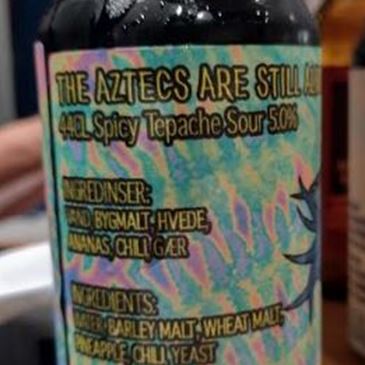 THE AZTECS ARE STILL
44CL Spicy Tepache Sour 5.0%
INGREDINSER:
VAND, BYGMALT, HVEDE,
ANANAS, CHILI, GÆR
INGREDIENTS:
WATER, BARLEY MALT, WHEAT MALT,
PINEAPPLE, CHILI, YEAST